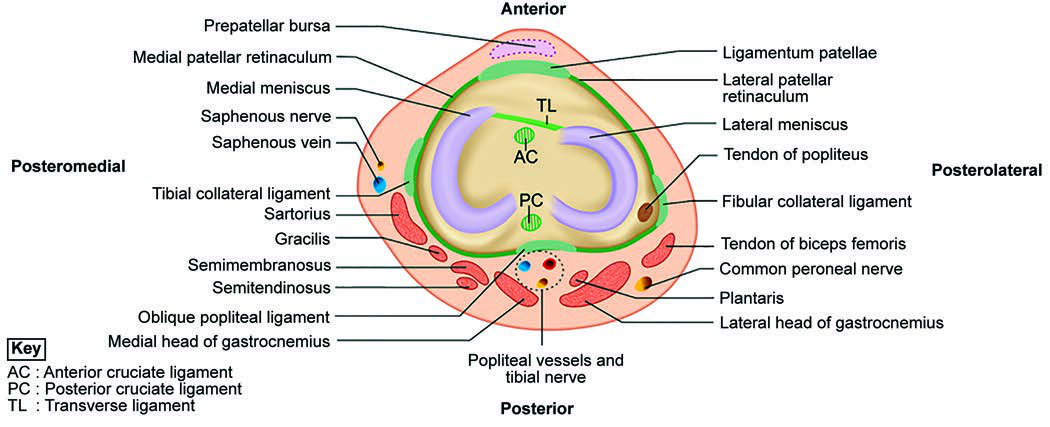 Anterior
Prepatellar bursa
Medial patellar retinaculum
Medial meniscus
Saphenous nerve
Saphenous vein
Posteromedial
Tibial collateral ligament
Sartorius
Gracilis
Semimembranosus
Semitendinosus
Oblique popliteal ligament
Medial head of gastrocnemius
TL
AC
PC
Ligamentum patellae
Lateral patellar
retinaculum
Lateral meniscus
Tendon of popliteus
Posterolateral
Fibular collateral ligament
Tendon of biceps femoris
Common peroneal nerve
Plantaris
Lateral head of gastrocnemius
Popliteal vessels and
tibial nerve
Posterior
Key
AC : Anterior cruciate ligament
PC : Posterior cruciate ligament
TL : Transverse ligament